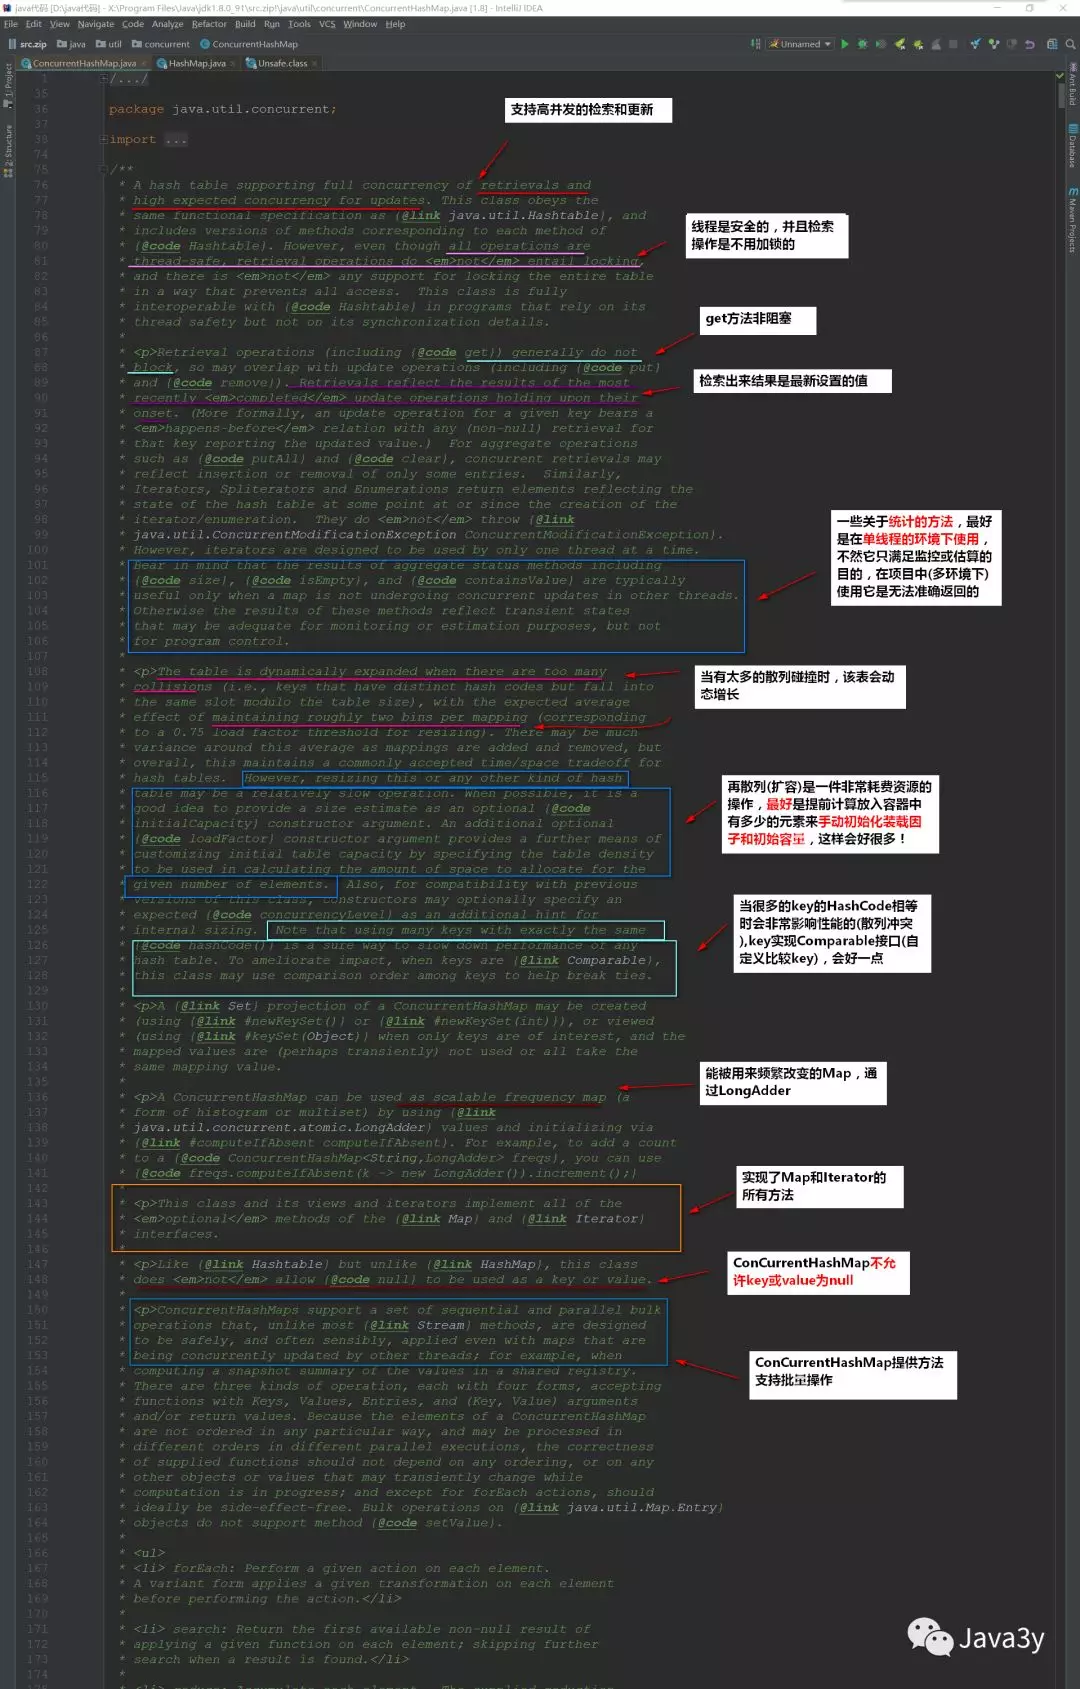 java代码 [D:\java代码] - X:\Program Files\Java\jdk1.8.0_91\src.zip!\java\util\concurrent\ConcurrentHashMap.java [1.8] - IntelliJ IDEA
File Edit View Navigate Code Analyze Refactor Build Run Tools VCS Window Help
src.zip java util concurrent ConcurrentHashMap
Unnamed
ConcurrentHashMap.java HashMap.java Unsafe.class
1: Project
2: Structure
Ant Build
Database
Maven Projects
1 /.../
35
36 package java.util.concurrent;
37
38 import ...
74
75 /**
76 * A hash table supporting full concurrency of retrievals and
77 * high expected concurrency for updates. This class obeys the
78 * same functional specification as {@link java.util.Hashtable}, and
79 * includes versions of methods corresponding to each method of
80 * {@code Hashtable}. However, even though all operations are
81 * thread-safe, retrieval operations do <em>not</em> entail locking,
82 * and there is <em>not</em> any support for locking the entire table
83 * in a way that prevents all access.  This class is fully
84 * interoperable with {@code Hashtable} in programs that rely on its
85 * thread safety but not on its synchronization details.
86 *
87 * <p>Retrieval operations (including {@code get}) generally do not
88 * block, so may overlap with update operations (including {@code put}
89 * and {@code remove}). Retrievals reflect the results of the most
90 * recently <em>completed</em> update operations holding upon their
91 * onset. (More formally, an update operation for a given key bears a
92 * <em>happens-before</em> relation with any (non-null) retrieval for
93 * that key reporting the updated value.)  For aggregate operations
94 * such as {@code putAll} and {@code clear}, concurrent retrievals may
95 * reflect insertion or removal of only some entries.  Similarly,
96 * Iterators, Spliterators and Enumerations return elements reflecting the
97 * state of the hash table at some point at or since the creation of the
98 * iterator/enumeration.  They do <em>not</em> throw {@link
99 * java.util.ConcurrentModificationException ConcurrentModificationException}.
100 * However, iterators are designed to be used by only one thread at a time.
101 * Bear in mind that the results of aggregate status methods including
102 * {@code size}, {@code isEmpty}, and {@code containsValue} are typically
103 * useful only when a map is not undergoing concurrent updates in other threads.
104 * Otherwise the results of these methods reflect transient states
105 * that may be adequate for monitoring or estimation purposes, but not
106 * for program control.
107 *
108 * <p>The table is dynamically expanded when there are too many
109 * collisions (i.e., keys that have distinct hash codes but fall into
110 * the same slot modulo the table size), with the expected average
111 * effect of maintaining roughly two bins per mapping (corresponding
112 * to a 0.75 load factor threshold for resizing). There may be much
113 * variance around this average as mappings are added and removed, but
114 * overall, this maintains a commonly accepted time/space tradeoff for
115 * hash tables.  However, resizing this or any other kind of hash
116 * table may be a relatively slow operation. When possible, it is a
117 * good idea to provide a size estimate as an optional {@code
118 * initialCapacity} constructor argument. An additional optional
119 * {@code loadFactor} constructor argument provides a further means of
120 * customizing initial table capacity by specifying the table density
121 * to be used in calculating the amount of space to allocate for the
122 * given number of elements.  Also, for compatibility with previous
123 * versions of this class, constructors may optionally specify an
124 * expected {@code concurrencyLevel} as an additional hint for
125 * internal sizing.  Note that using many keys with exactly the same
126 * {@code hashCode()} is a sure way to slow down performance of any
127 * hash table. To ameliorate impact, when keys are {@link Comparable},
128 * this class may use comparison order among keys to help break ties.
129 *
130 * <p>A {@link Set} projection of a ConcurrentHashMap may be created
131 * (using {@link #newKeySet()} or {@link #newKeySet(int)}), or viewed
132 * (using {@link #keySet(Object)} when only keys are of interest, and the
133 * mapped values are (perhaps transiently) not used or all take the
134 * same mapping value.
135 *
136 * <p>A ConcurrentHashMap can be used as scalable frequency map (a
137 * form of histogram or multiset) by using {@link
138 * java.util.concurrent.atomic.LongAdder} values and initializing via
139 * {@link #computeIfAbsent computeIfAbsent}. For example, to add a count
140 * to a {@code ConcurrentHashMap<String,LongAdder> freqs}, you can use
141 * {@code freqs.computeIfAbsent(k -> new LongAdder()).increment();}
142 *
143 * <p>This class and its views and iterators implement all of the
144 * <em>optional</em> methods of the {@link Map} and {@link Iterator}
145 * interfaces.
146 *
147 * <p>Like {@link Hashtable} but unlike {@link HashMap}, this class
148 * does <em>not</em> allow {@code null} to be used as a key or value.
149 *
150 * <p>ConcurrentHashMaps support a set of sequential and parallel bulk
151 * operations that, unlike most {@link Stream} methods, are designed
152 * to be safely, and often sensibly, applied even with maps that are
153 * being concurrently updated by other threads; for example, when
154 * computing a snapshot summary of the values in a shared registry.
155 * There are three kinds of operation, each with four forms, accepting
156 * functions with Keys, Values, Entries, and (Key, Value) arguments
157 * and/or return values. Because the elements of a ConcurrentHashMap
158 * are not ordered in any particular way, and may be processed in
159 * different orders in different parallel executions, the correctness
160 * of supplied functions should not depend on any ordering, or on any
161 * other objects or values that may transiently change while
162 * computation is in progress; and except for forEach actions, should
163 * ideally be side-effect-free. Bulk operations on {@link java.util.Map.Entry}
164 * objects do not support method {@code setValue}.
165 *
166 * <ul>
167 * <li> forEach: Perform a given action on each element.
168 * A variant form applies a given transformation on each element
169 * before performing the action.</li>
170 *
171 * <li> search: Return the first available non-null result of
172 * applying a given function on each element; skipping further
173 * search when a result is found.</li>
174 *
支持高并发的检索和更新
线程是安全的，并且检索
操作是不用加锁的
get方法非阻塞
检索出来结果是最新设置的值
一些关于统计的方法，最好
是在单线程的环境下使用，
不然它只满足监控或估算的
目的，在项目中(多环境下)
使用它是无法准确返回的
当有太多的散列碰撞时，该表会动
态增长
再散列(扩容)是一件非常耗费资源的
操作，最好是提前计算放入容器中
有多少的元素来手动初始化装载因
子和初始容量，这样会好很多！
当很多的key的HashCode相等
时会非常影响性能的(散列冲突
),key实现Comparable接口(自
定义比较key)，会好一点
能被用来频繁改变的Map，通
过LongAdder
实现了Map和Iterator的
所有方法
ConCurrentHashMap不允
许key或value为null
ConCurrentHashMap提供方法
支持批量操作
Java3y